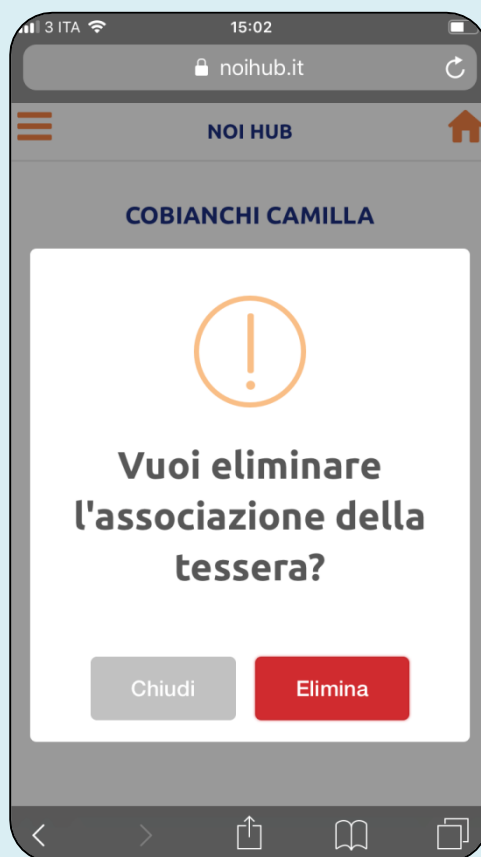 3 ITA 15:02
noihub.it
NOI HUB
COBIANCHI CAMILLA
Vuoi eliminare
l'associazione della
tessera?
Chiudi Elimina